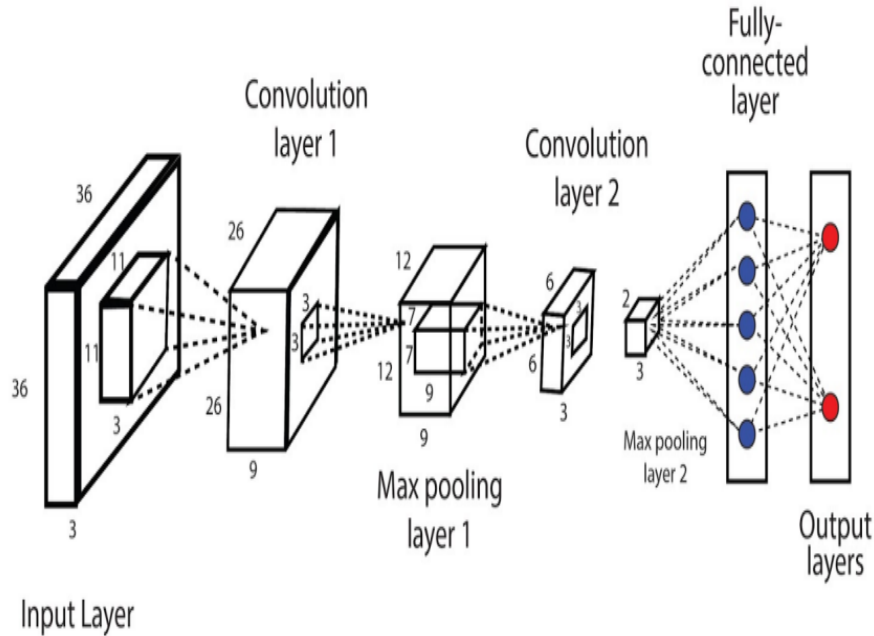 Fully-
connected
layer
Convolution
layer 1
Convolution
layer 2
36
11
11
3
36
3
26
3
3
26
9
12
7
7
12
9
9
6
3
3
6
3
2
3
Max pooling
layer 2
Max pooling
layer 1
Output
layers
Input Layer